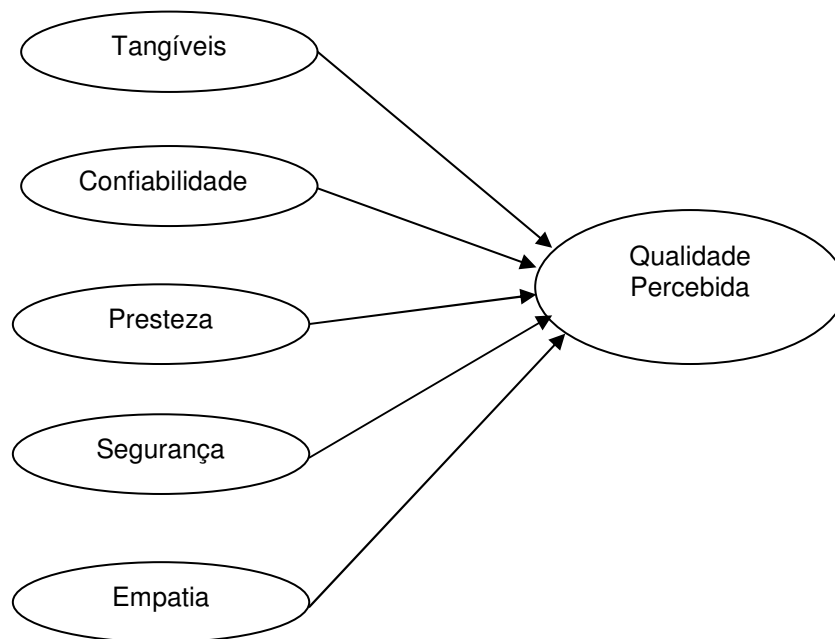 Tangíveis
Confiabilidade
Presteza
Segurança
Empatia
Qualidade
Percebida